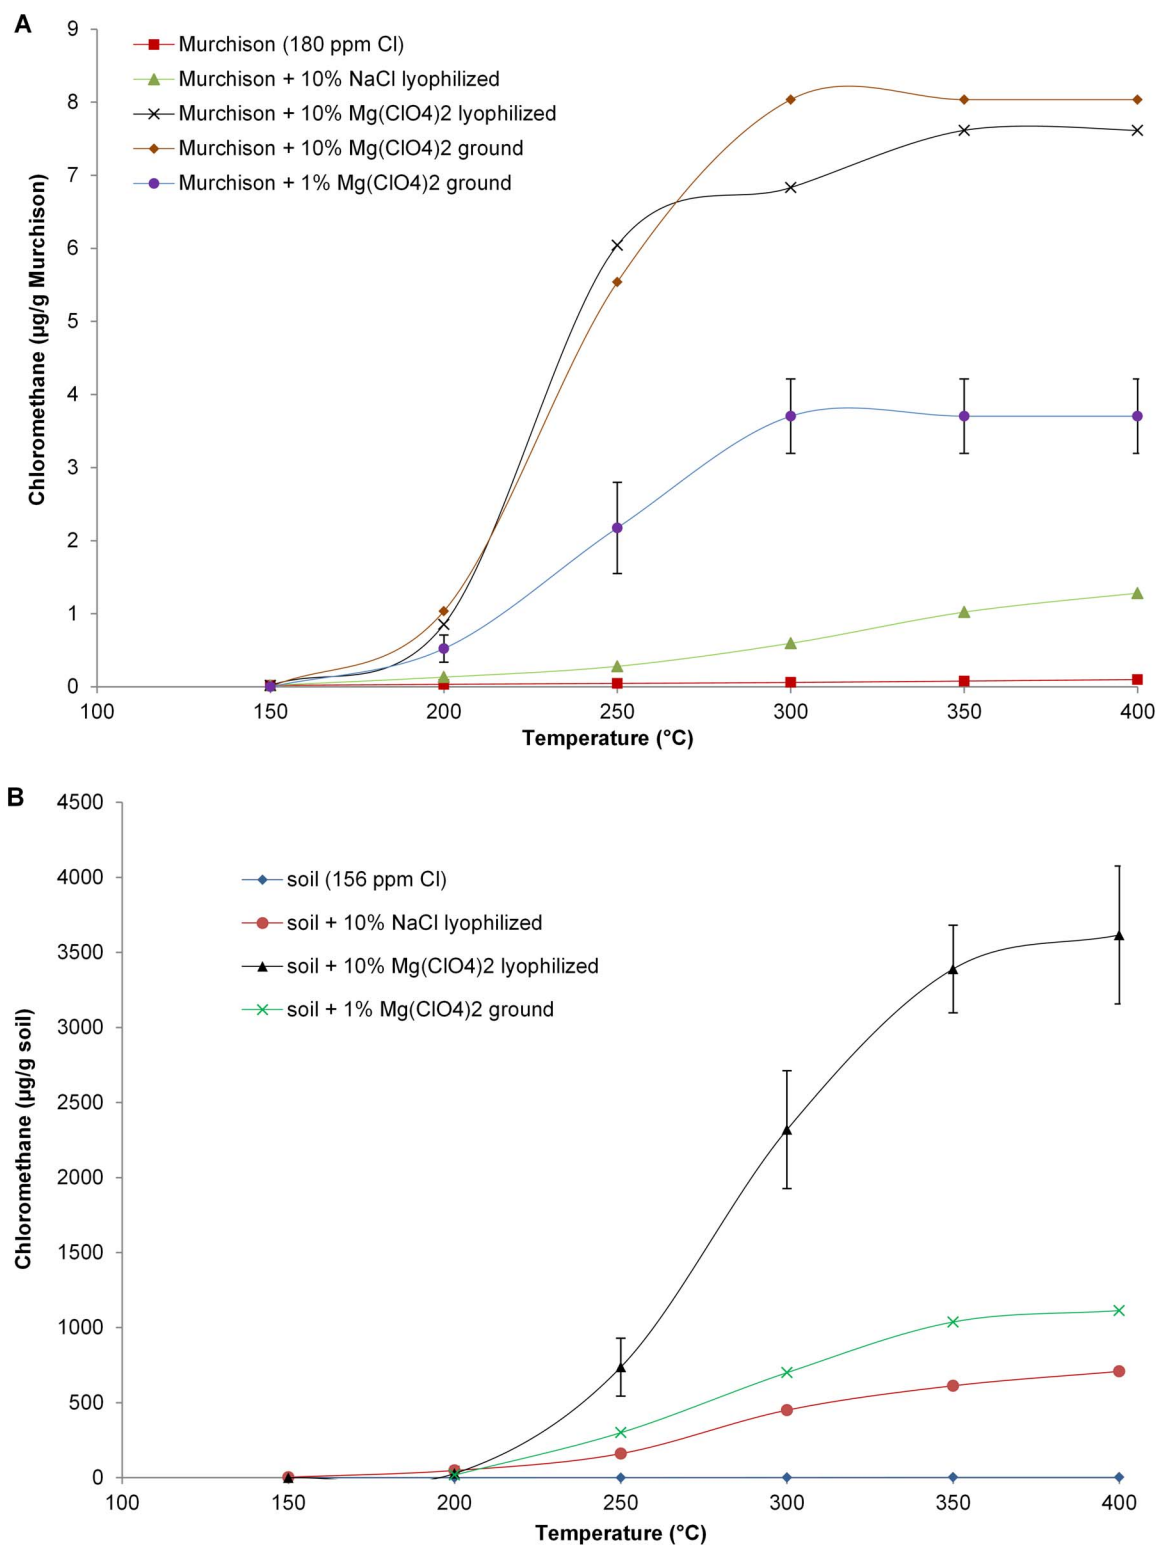 A
9
8
7
6
5
4
3
2
1
0
Chloromethane (µg/g Murchison)
Murchison (180 ppm Cl)
Murchison + 10% NaCl lyophilized
Murchison + 10% Mg(ClO4)2 lyophilized
Murchison + 10% Mg(ClO4)2 ground
Murchison + 1% Mg(ClO4)2 ground
100 150 200 250 300 350 400
Temperature (°C)
B
4500
4000
3500
3000
2500
2000
1500
1000
500
0
Chloromethane (µg/g soil)
soil (156 ppm Cl)
soil + 10% NaCl lyophilized
soil + 10% Mg(ClO4)2 lyophilized
soil + 1% Mg(ClO4)2 ground
100 150 200 250 300 350 400
Temperature (°C)